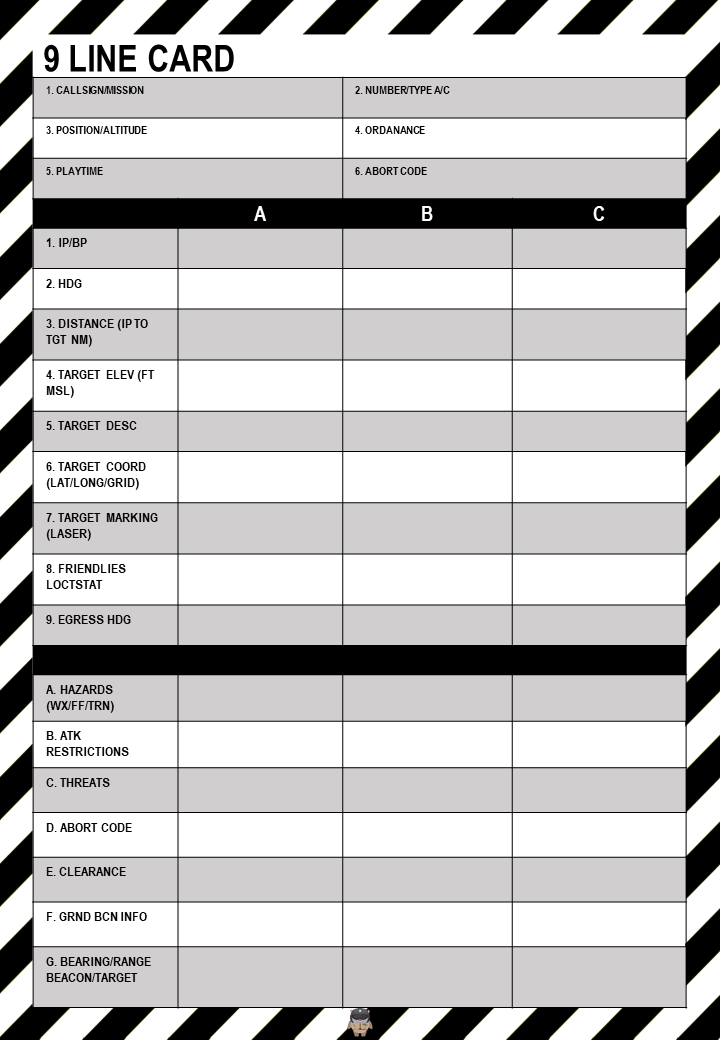 9 LINE CARD
1. CALLSIGN/MISSION
2. NUMBER/TYPE A/C
3. POSITION/ALTITUDE
4. ORDANANCE
5. PLAYTIME
6. ABORT CODE
A B C
1. IP/BP
2. HDG
3. DISTANCE (IP TO
TGT NM)
4. TARGET ELEV (FT
MSL)
5. TARGET DESC
6. TARGET COORD
(LAT/LONG/GRID)
7. TARGET MARKING
(LASER)
8. FRIENDLIES
LOCTSTAT
9. EGRESS HDG
A. HAZARDS
(WX/FF/TRN)
B. ATK
RESTRICTIONS
C. THREATS
D. ABORT CODE
E. CLEARANCE
F. GRND BCN INFO
G. BEARING/RANGE
BEACON/TARGET